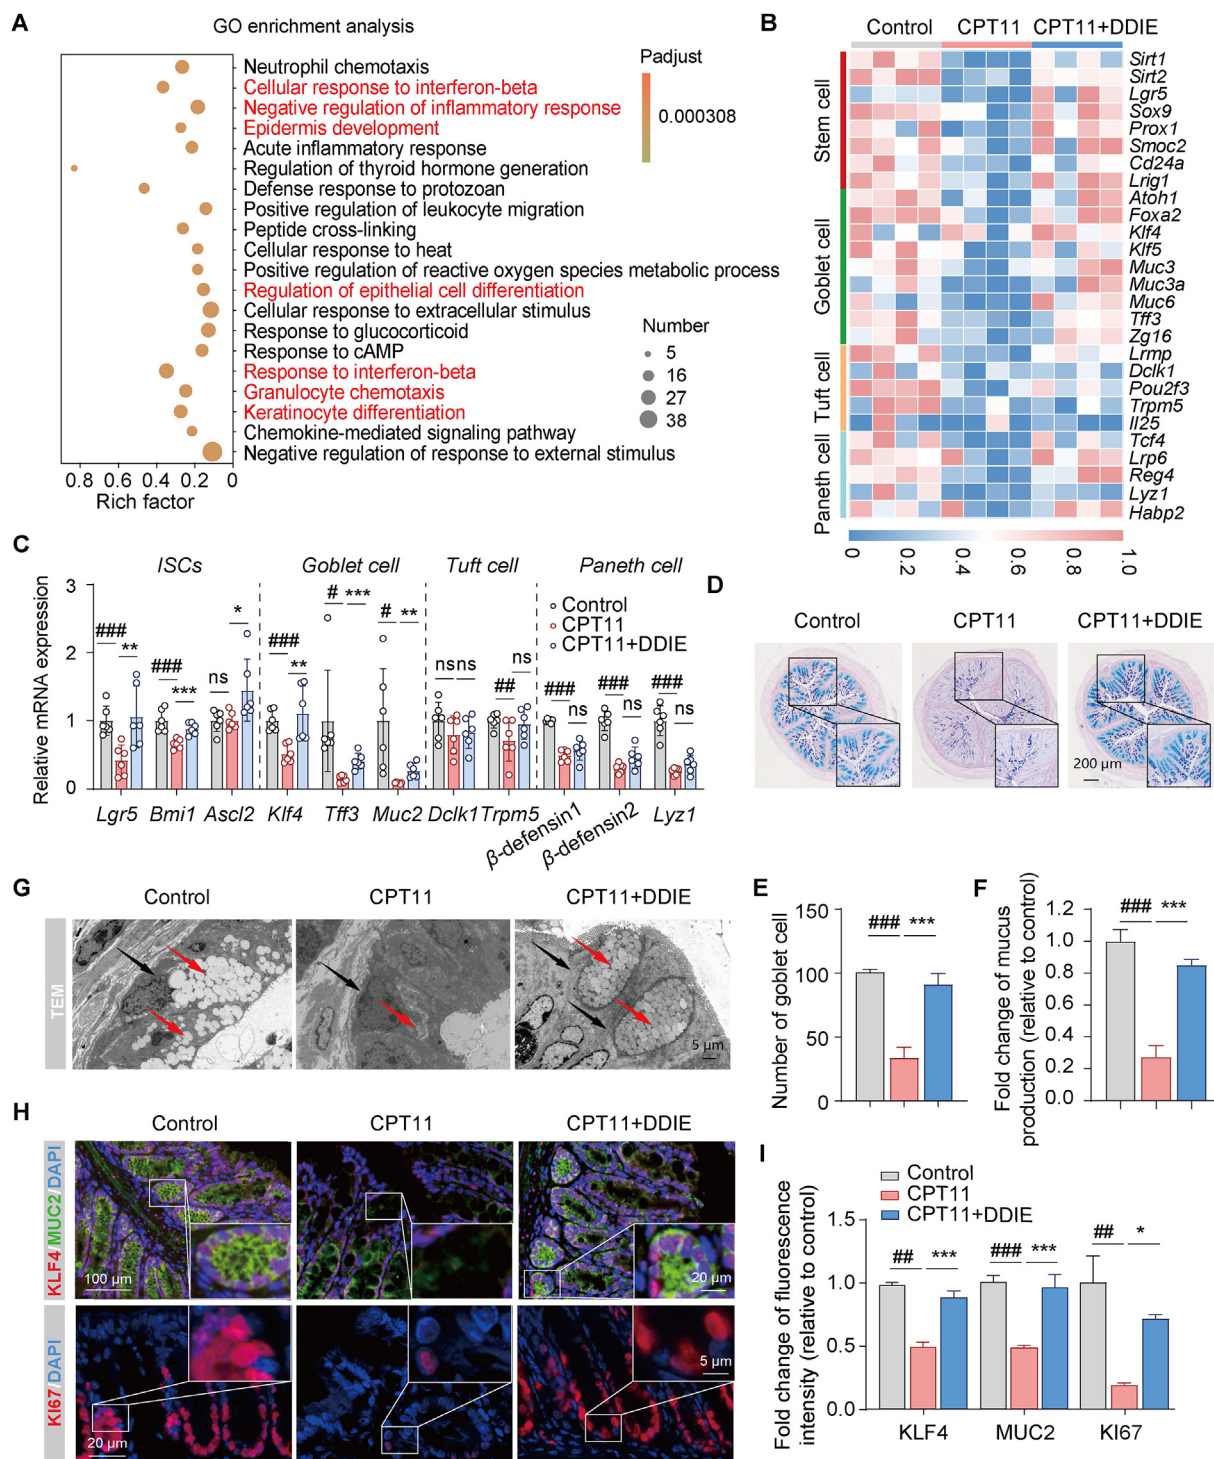 A
GO enrichment analysis
Padjust
0.000308
Neutrophil chemotaxis
Cellular response to interferon-beta
Negative regulation of inflammatory response
Epidermis development
Acute inflammatory response
Regulation of thyroid hormone generation
Defense response to protozoan
Positive regulation of leukocyte migration
Peptide cross-linking
Cellular response to heat
Positive regulation of reactive oxygen species metabolic process
Regulation of epithelial cell differentiation
Cellular response to extracellular stimulus
Response to glucocorticoid
Response to cAMP
Response to interferon-beta
Granulocyte chemotaxis
Keratinocyte differentiation
Chemokine-mediated signaling pathway
Negative regulation of response to external stimulus
Number
5
16
27
38
0.8 0.6 0.4 0.2 0
Rich factor
B
Control CPT11 CPT11+DDIE
Stem cell
Goblet cell
Tuft cell
Paneth cell
Sirt1
Sirt2
Lgr5
Sox9
Prox1
Smoc2
Cd24a
Lrig1
Atoh1
Foxa2
Klf4
Klf5
Muc3
Muc3a
Muc6
Tff3
Zg16
Lrmp
Dclk1
Pou2f3
Trpm5
Il25
Tcf4
Lrp6
Reg4
Lyz1
Habp2
0 0.2 0.4 0.6 0.8 1.0
C
ISCs Goblet cell Tuft cell Paneth cell
Relative mRNA expression
3
2
1
0
Control
CPT11
CPT11+DDIE
### ** ### *** ns * ### ** # *** # ** ns ns ## ns ### ns ### ns ### ns
Lgr5 Bmi1 Ascl2 Klf4 Tff3 Muc2 Dclk1 Trpm5 β-defensin1 β-defensin2 Lyz1
D
Control CPT11 CPT11+DDIE
200 μm
G
Control CPT11 CPT11+DDIE
TEM
5 μm
E
Number of goblet cell
150
100
50
0
### ***
F
Fold change of mucus
production (relative to control)
1.2
1.0
0.8
0.6
0.4
0.2
0.0
### ***
H
Control CPT11 CPT11+DDIE
KLF4/MUC2/DAPI
100 μm
20 μm
KI67/DAPI
20 μm
5 μm
I
Control
CPT11
CPT11+DDIE
Fold change of fluorescence
intensity (relative to control)
1.5
1.0
0.5
0.0
## *** ### *** ## *
KLF4 MUC2 KI67